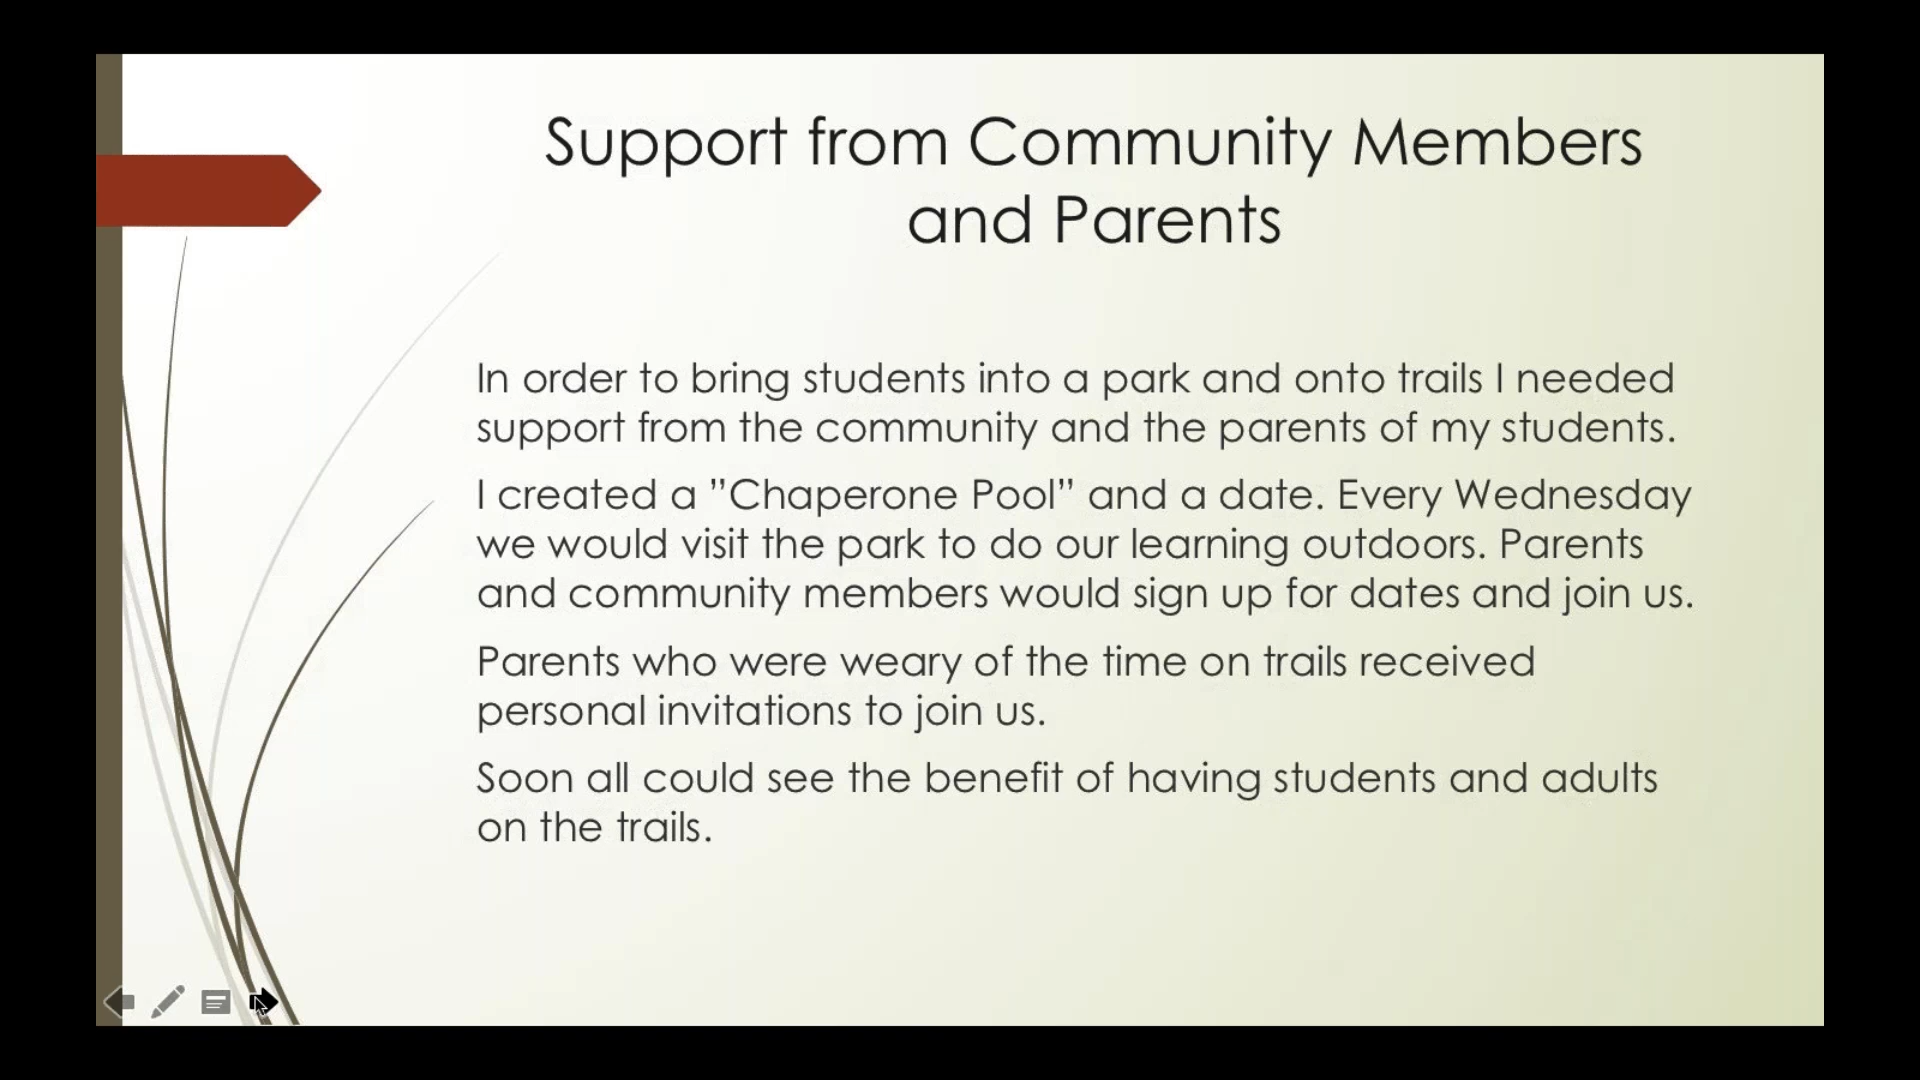 Support from Community Members
and Parents
In order to bring students into a park and onto trails I needed
support from the community and the parents of my students.
I created a ”Chaperone Pool” and a date. Every Wednesday
we would visit the park to do our learning outdoors. Parents
and community members would sign up for dates and join us.
Parents who were weary of the time on trails received
personal invitations to join us.
Soon all could see the benefit of having students and adults
on the trails.